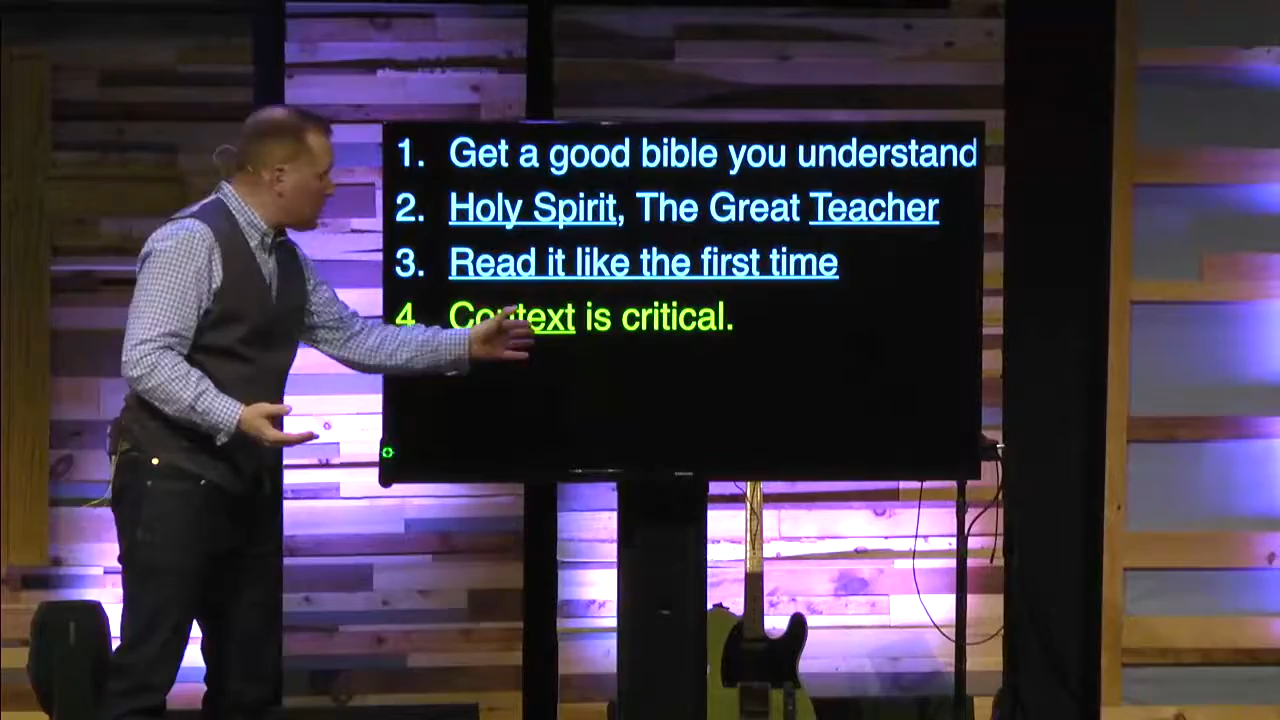 1. Get a good bible you understand
2. Holy Spirit, The Great Teacher
3. Read it like the first time
4. Context is critical.